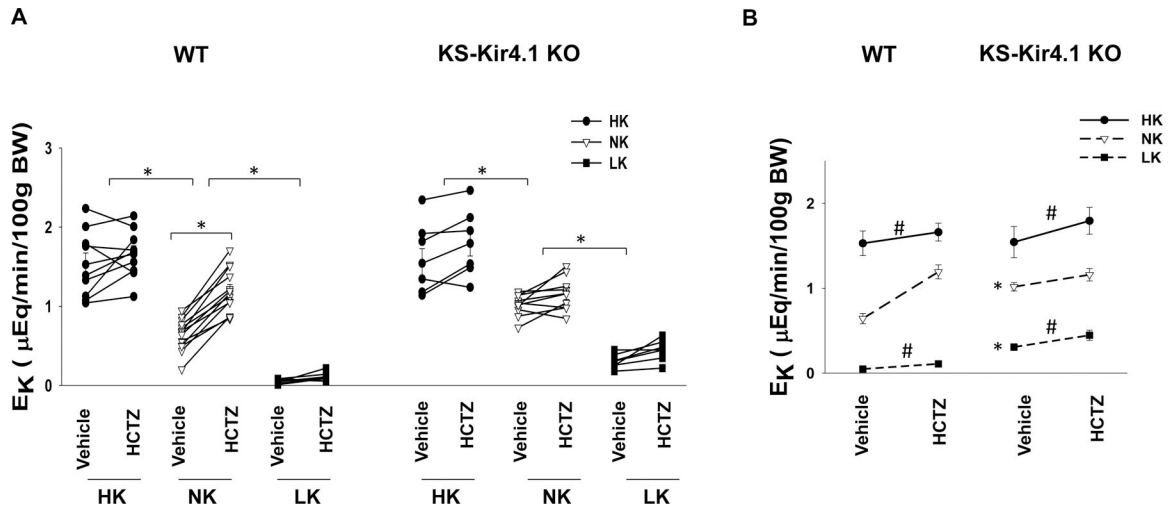 A
WT
KS-Kir4.1 KO
HK
NK
LK
EK ( μEq/min/100g BW)
3
2
1
0
*
*
*
*
*
Vehicle
HCTZ
Vehicle
HCTZ
Vehicle
HCTZ
Vehicle
HCTZ
Vehicle
HCTZ
Vehicle
HCTZ
HK
NK
LK
HK
NK
LK
B
WT
KS-Kir4.1 KO
HK
NK
LK
EK ( μEq/min/100g BW)
2
1
0
#
#
*
#
*
#
Vehicle
HCTZ
Vehicle
HCTZ